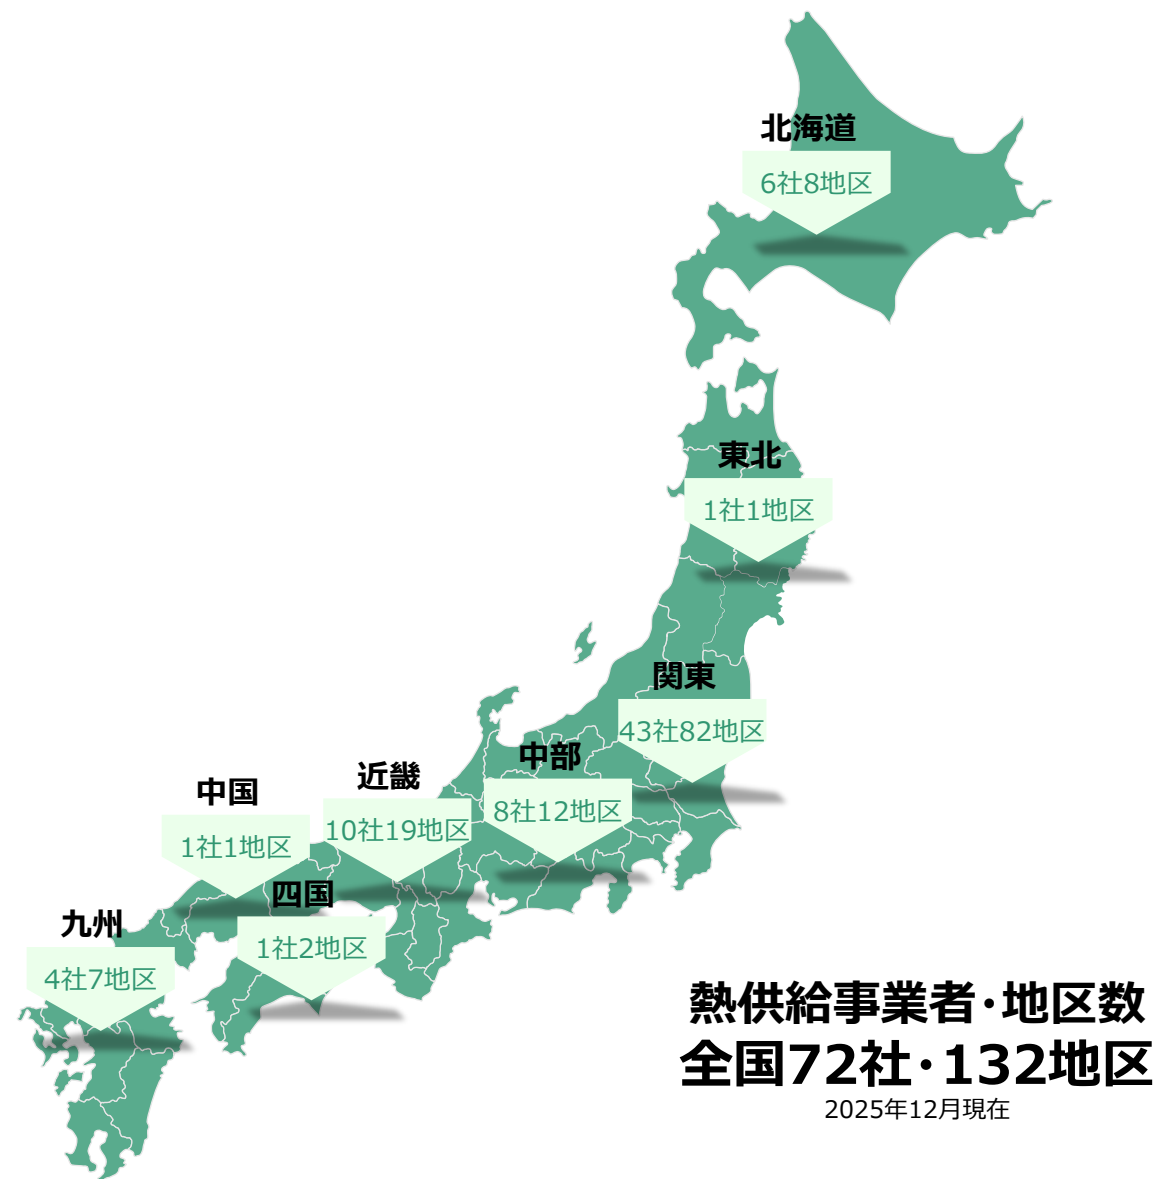 北海道
6社8地区
東北
1社1地区
関東
43社82地区
中部
8社12地区
近畿
10社19地区
中国
1社1地区
四国
1社2地区
九州
4社7地区
熱供給事業者・地区数
全国72社・132地区
2025年12月現在